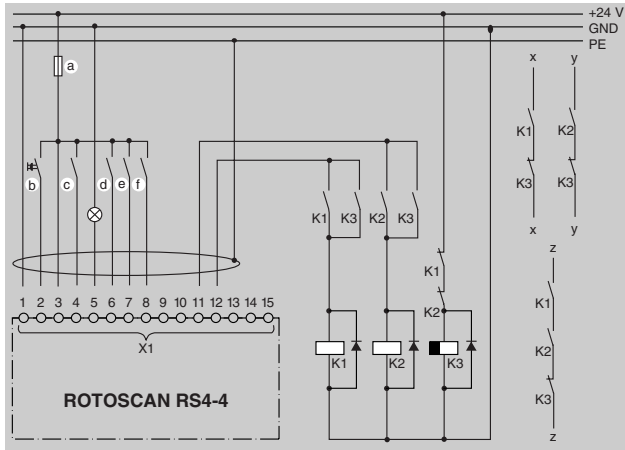 +24 V
GND
PE
a
b
c
d
e
f
K1
K3
K2
K3
K1
K2
K1
K2
K3
x
y
K1
K2
K3
K3
x
y
z
K1
K2
K3
z
1 2 3 4 5 6 7 8 9 10 11 12 13 14 15
X1
ROTOSCAN RS4-4